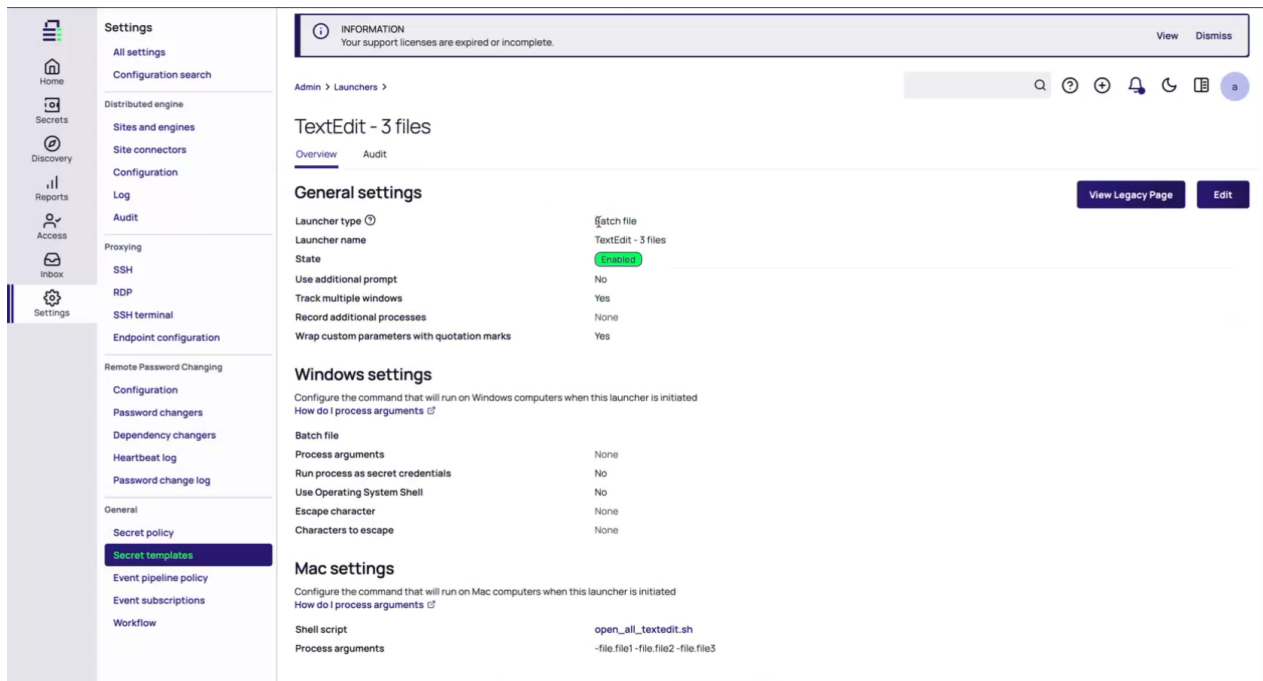 INFORMATION
Your support licenses are expired or incomplete.
View
Dismiss
Home
Secrets
Discovery
Reports
Access
Inbox
Settings
Settings
All settings
Configuration search
Distributed engine
Sites and engines
Site connectors
Configuration
Log
Audit
Proxying
SSH
RDP
SSH terminal
Endpoint configuration
Remote Password Changing
Configuration
Password changers
Dependency changers
Heartbeat log
Password change log
General
Secret policy
Secret templates
Event pipeline policy
Event subscriptions
Workflow
Admin > Launchers >
a
TextEdit - 3 files
Overview Audit
General settings
View Legacy Page
Edit
Launcher type Batch file
Launcher name TextEdit - 3 files
State Enabled
Use additional prompt No
Track multiple windows Yes
Record additional processes None
Wrap custom parameters with quotation marks Yes
Windows settings
Configure the command that will run on Windows computers when this launcher is initiated
How do I process arguments
Batch file
Process arguments None
Run process as secret credentials No
Use Operating System Shell No
Escape character None
Characters to escape None
Mac settings
Configure the command that will run on Mac computers when this launcher is initiated
How do I process arguments
Shell script open_all_textedit.sh
Process arguments -file.file1 -file.file2 -file.file3